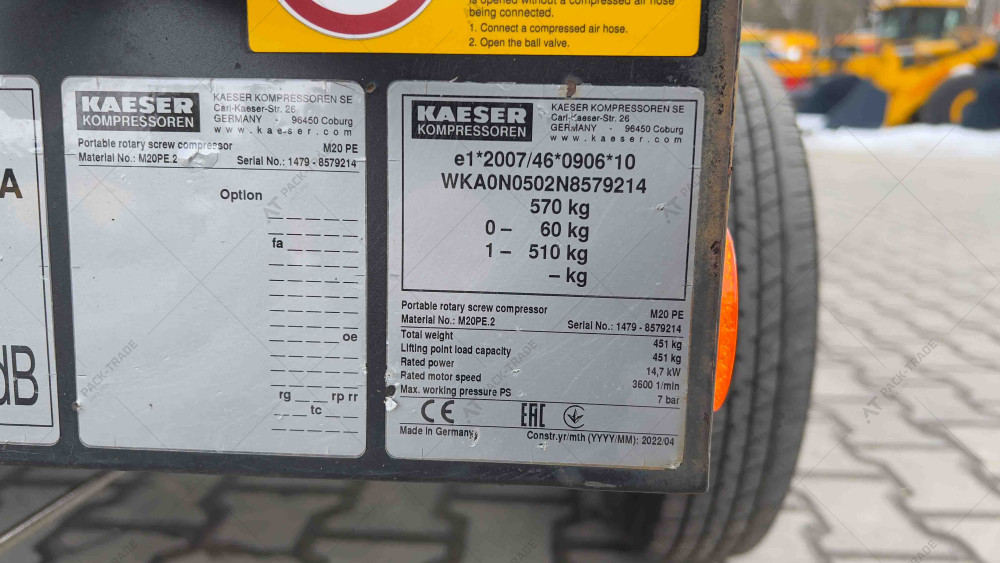 is opened without a compressed air hose
being connected.
1. Connect a compressed air hose.
2. Open the ball valve.
A
dB
KAESER
KOMPRESSOREN
KAESER KOMPRESSOREN SE
Carl-Kaeser-Str. 26
GERMANY - 96450 Coburg
www.kaeser.com
Portable rotary screw compressor M20 PE
Material No.: M20PE.2 Serial No.: 1479 - 8579214
Option
fa
oe
rg rp rr
tc
KAESER
KOMPRESSOREN
KAESER KOMPRESSOREN SE
Carl-Kaeser-Str. 26
GERMANY - 96450 Coburg
www.kaeser.com
e1*2007/46*0906*10
WKA0N0502N8579214
570 kg
0 – 60 kg
1 – 510 kg
– kg
Portable rotary screw compressor M20 PE
Material No.: M20PE.2 Serial No.: 1479 - 8579214
Total weight 451 kg
Lifting point load capacity 451 kg
Rated power 14,7 kW
Rated motor speed 3600 1/min
Max. working pressure PS 7 bar
CE EAC
Made in Germany Constr.yr/mth (YYYY/MM): 2022/04
AT PACK-TRADE